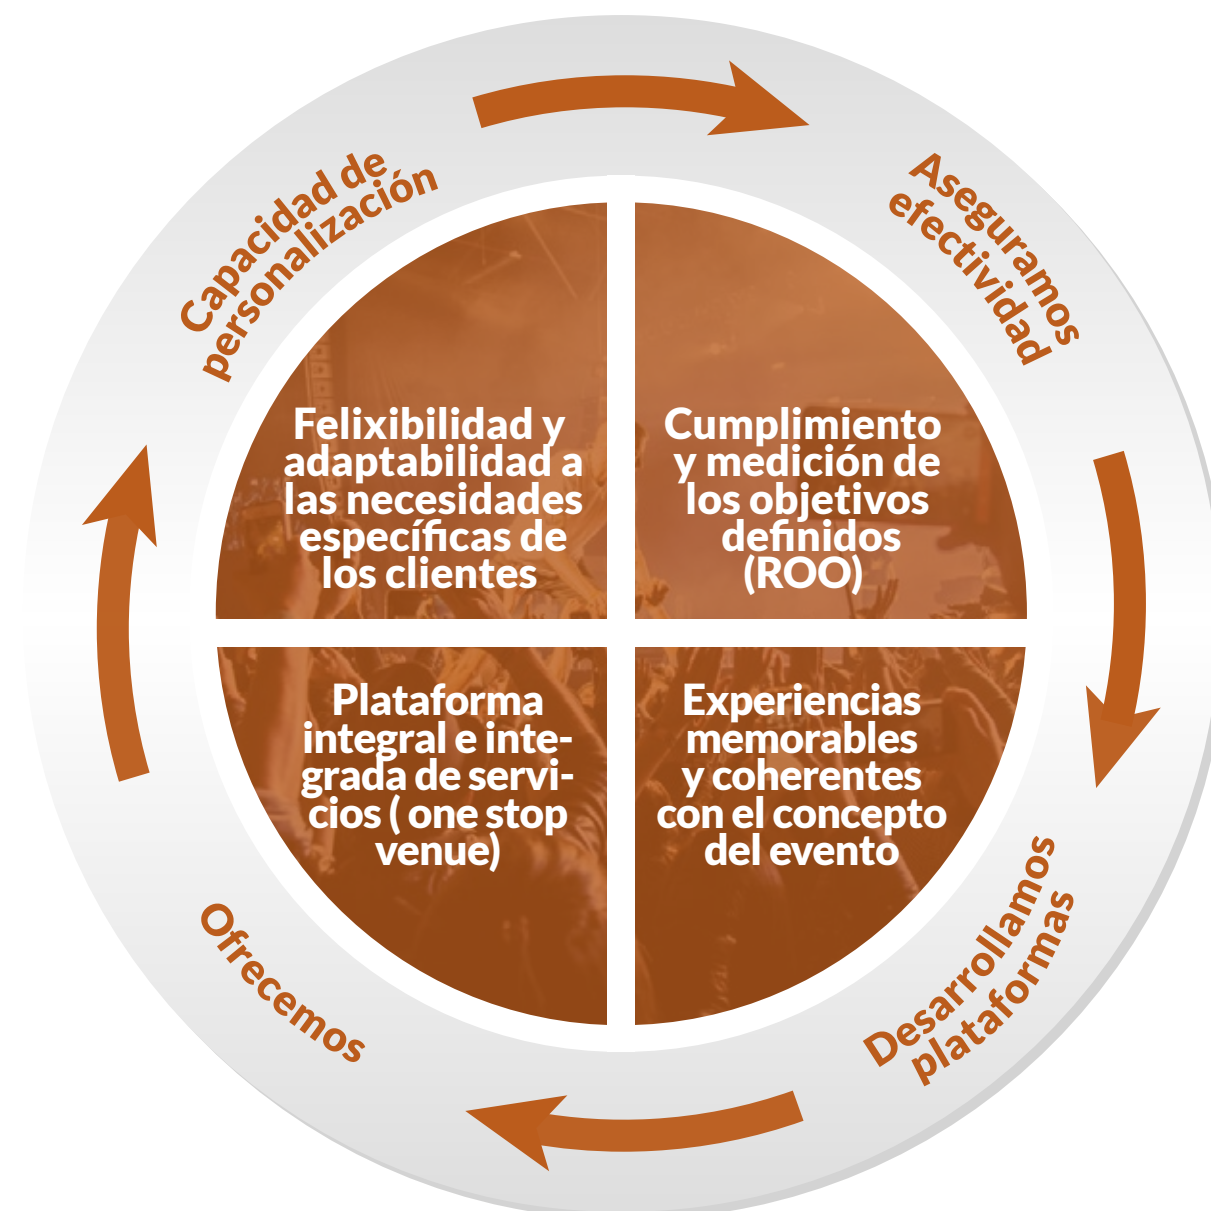 Capacidad de
personalización
Aseguramos
efectividad
Felixibilidad y
adaptabilidad a
las necesidades
específicas de
los clientes
Cumplimiento
y medición de
los objetivos
definidos
(ROO)
Plataforma
integral e inte-
grada de servi-
cios ( one stop
venue)
Experiencias
memorables
y coherentes
con el concepto
del evento
Ofrecemos
Desarrollamos
plataformas